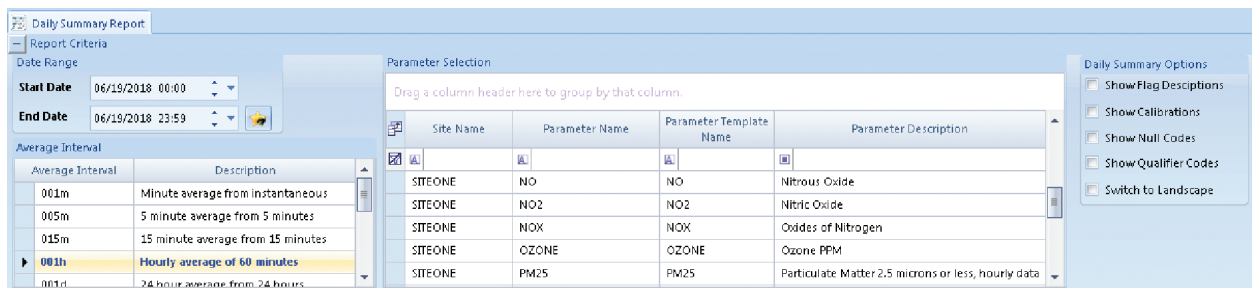 Daily Summary Report
Report Criteria
Date Range
Start Date 06/19/2018 00:00
End Date 06/19/2018 23:59
Average Interval
Average Interval Description
001m Minute average from instantaneous
005m 5 minute average from 5 minutes
015m 15 minute average from 15 minutes
001h Hourly average of 60 minutes
001d 24 hour average from 24 hours
Parameter Selection
Drag a column header here to group by that column.
Site Name Parameter Name Parameter Template Name Parameter Description
A A A
SITEONE NO NO Nitrous Oxide
SITEONE NO2 NO2 Nitric Oxide
SITEONE NOX NOX Oxides of Nitrogen
SITEONE OZONE OZONE Ozone PPM
SITEONE PM25 PM25 Particulate Matter 2.5 microns or less, hourly data
Daily Summary Options
Show Flag Desciptions
Show Calibrations
Show Null Codes
Show Qualifier Codes
Switch to Landscape